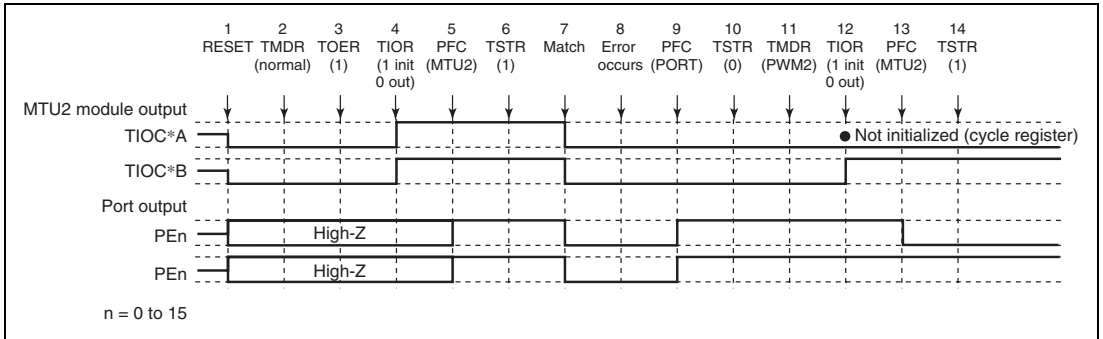 1 2 3 4 5 6 7 8 9 10 11 12 13 14
RESET TMDR TOER TIOR PFC TSTR Match Error PFC TSTR TMDR TIOR PFC TSTR
(normal) (1) (1 init (MTU2) (1) occurs (PORT) (0) (PWM2) (1 init (MTU2) (1)
0 out) 0 out)
MTU2 module output
TIOC*A ● Not initialized (cycle register)
TIOC*B
Port output
PEn High-Z
PEn High-Z
n = 0 to 15